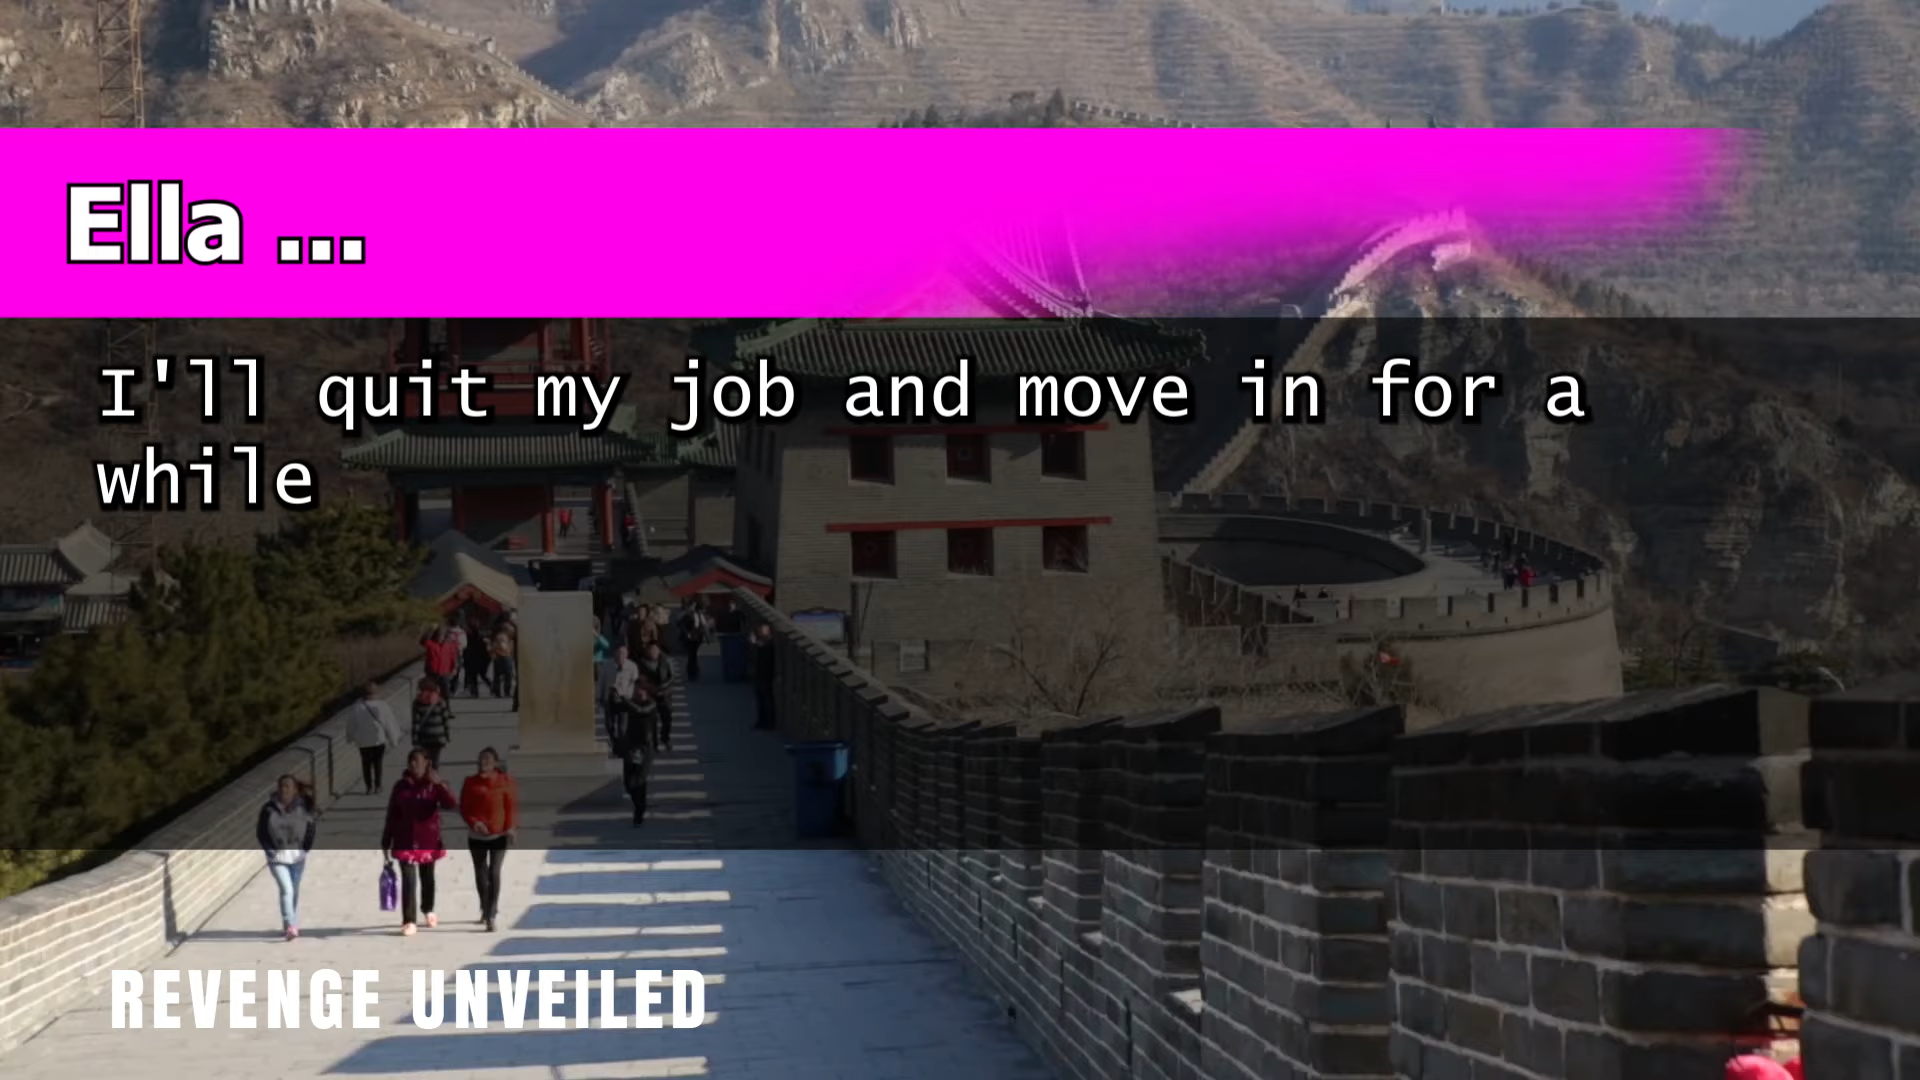 Ella ...
I'll quit my job and move in for a
while
REVENGE UNVEILED